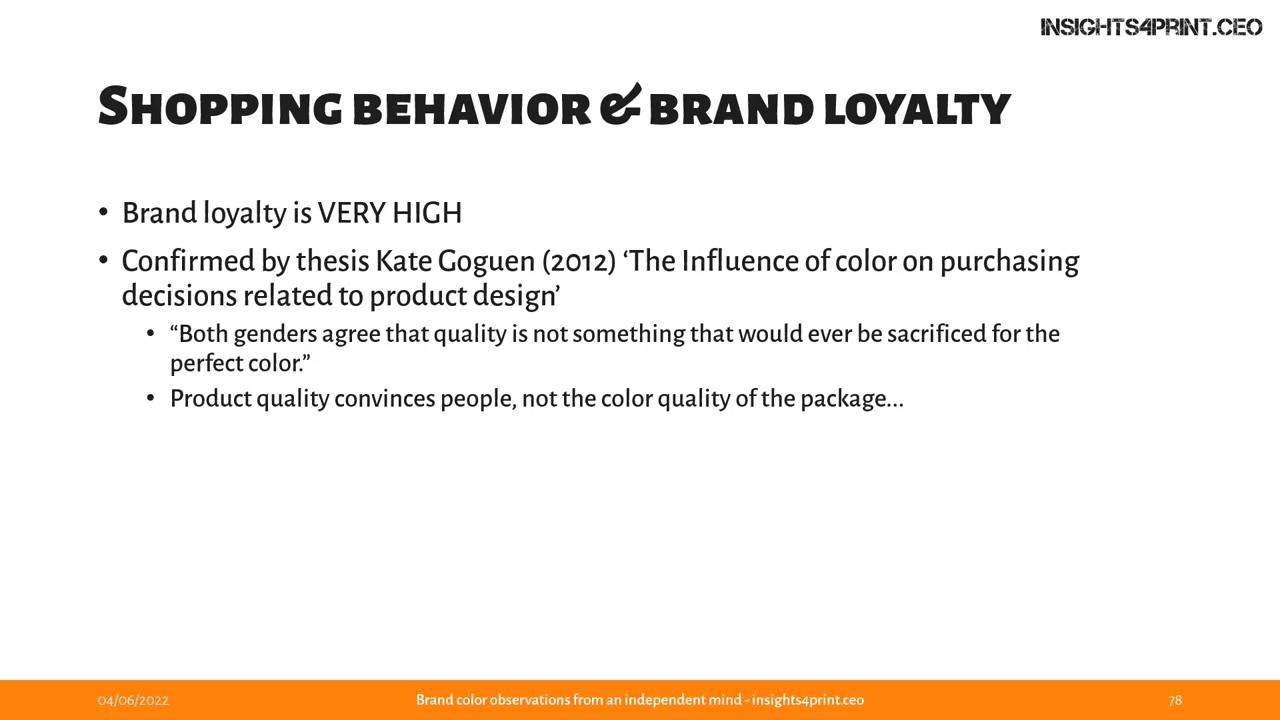 INSIGHTS4PRINT.CEO
Shopping behavior & brand loyalty
• Brand loyalty is VERY HIGH
• Confirmed by thesis Kate Goguen (2012) ‘The Influence of color on purchasing
decisions related to product design’
• “Both genders agree that quality is not something that would ever be sacrificed for the
perfect color.”
• Product quality convinces people, not the color quality of the package...
04/06/2022 Brand color observations from an independent mind - insights4print.ceo 78